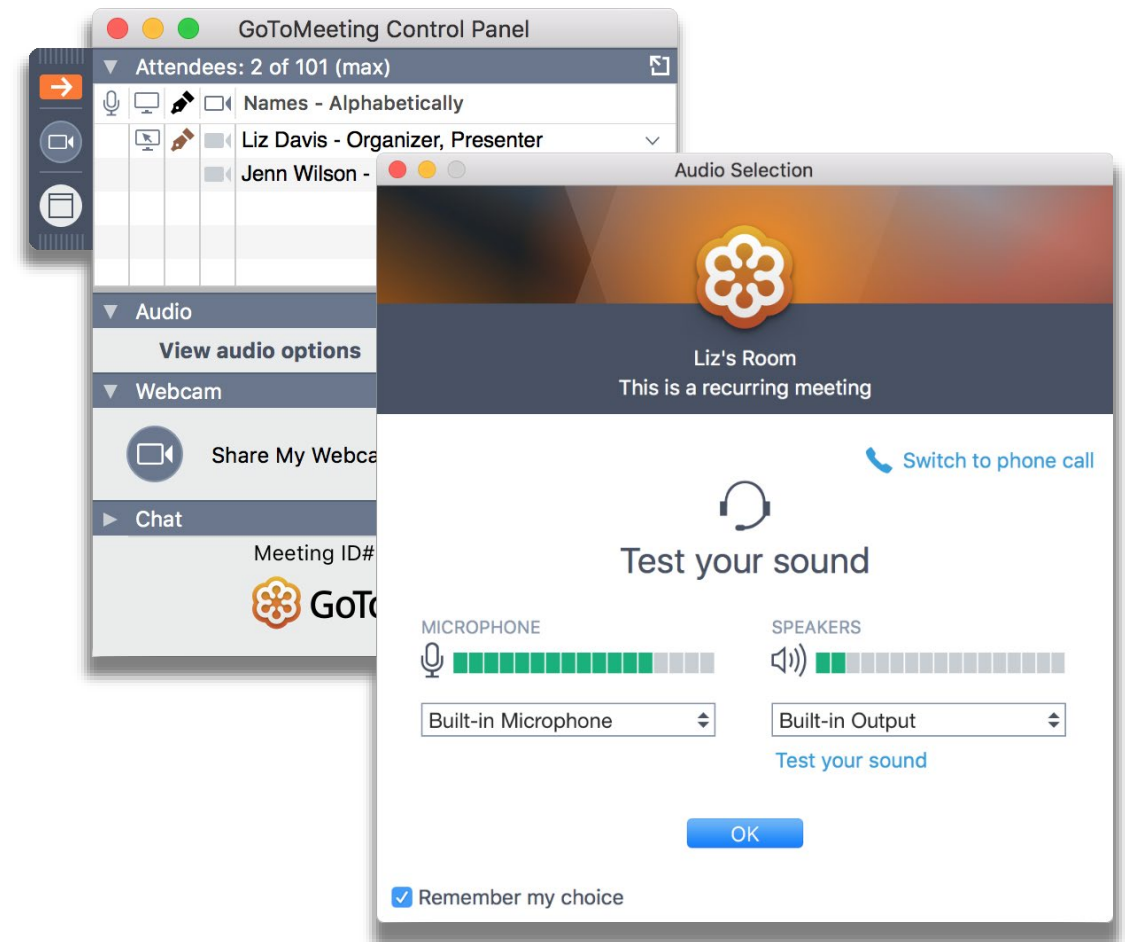 GoToMeeting Control Panel
Attendees: 2 of 101 (max)
Names - Alphabetically
Liz Davis - Organizer, Presenter
Jenn Wilson -
Audio
View audio options
Webcam
Share My Webca
Chat
Meeting ID#
GoTo
Audio Selection
Liz's Room
This is a recurring meeting
Switch to phone call
Test your sound
MICROPHONE
SPEAKERS
Built-in Microphone
Built-in Output
Test your sound
OK
Remember my choice